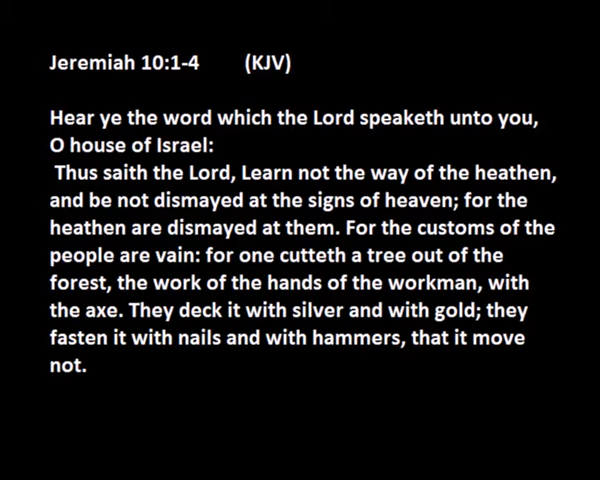 Jeremiah 10:1-4 (KJV)
Hear ye the word which the Lord speaketh unto you,
O house of Israel:
Thus saith the Lord, Learn not the way of the heathen,
and be not dismayed at the signs of heaven; for the
heathen are dismayed at them. For the customs of the
people are vain: for one cutteth a tree out of the
forest, the work of the hands of the workman, with
the axe. They deck it with silver and with gold; they
fasten it with nails and with hammers, that it move
not.